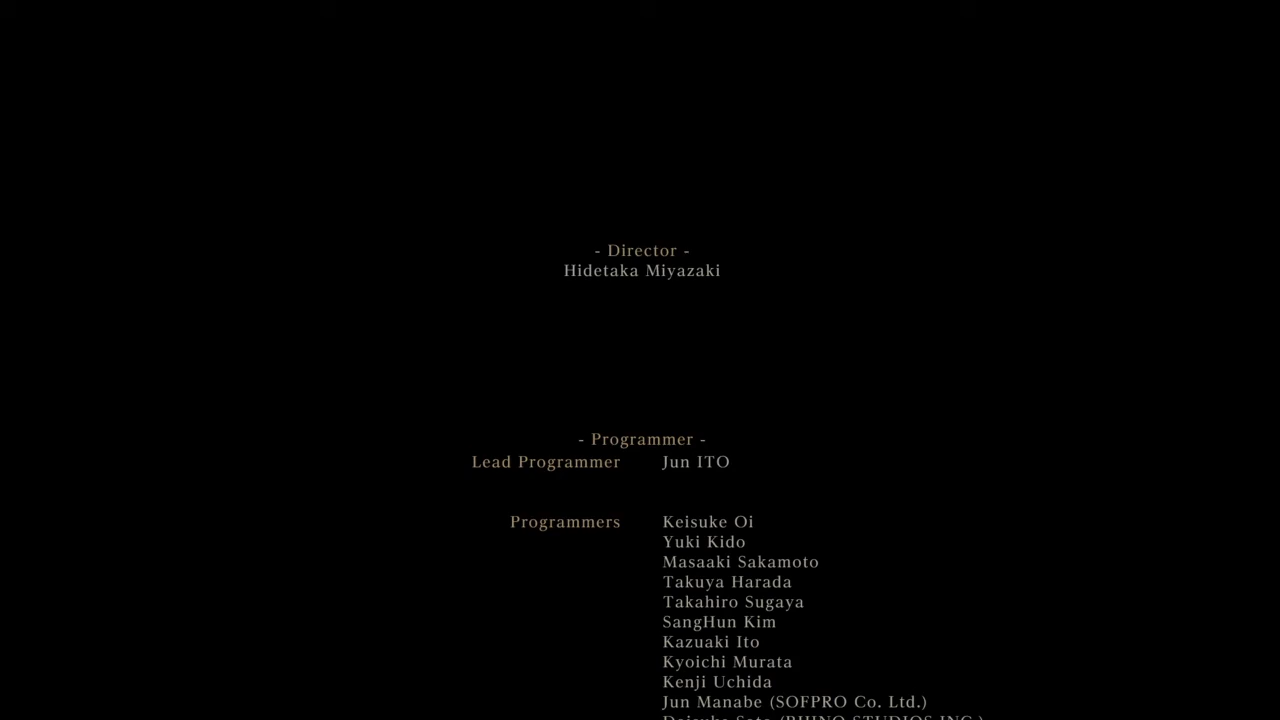 - Director -
Hidetaka Miyazaki
- Programmer -
Lead Programmer Jun ITO
Programmers Keisuke Oi
Yuki Kido
Masaaki Sakamoto
Takuya Harada
Takahiro Sugaya
SangHun Kim
Kazuaki Ito
Kyoichi Murata
Kenji Uchida
Jun Manabe (SOFPRO Co. Ltd.)